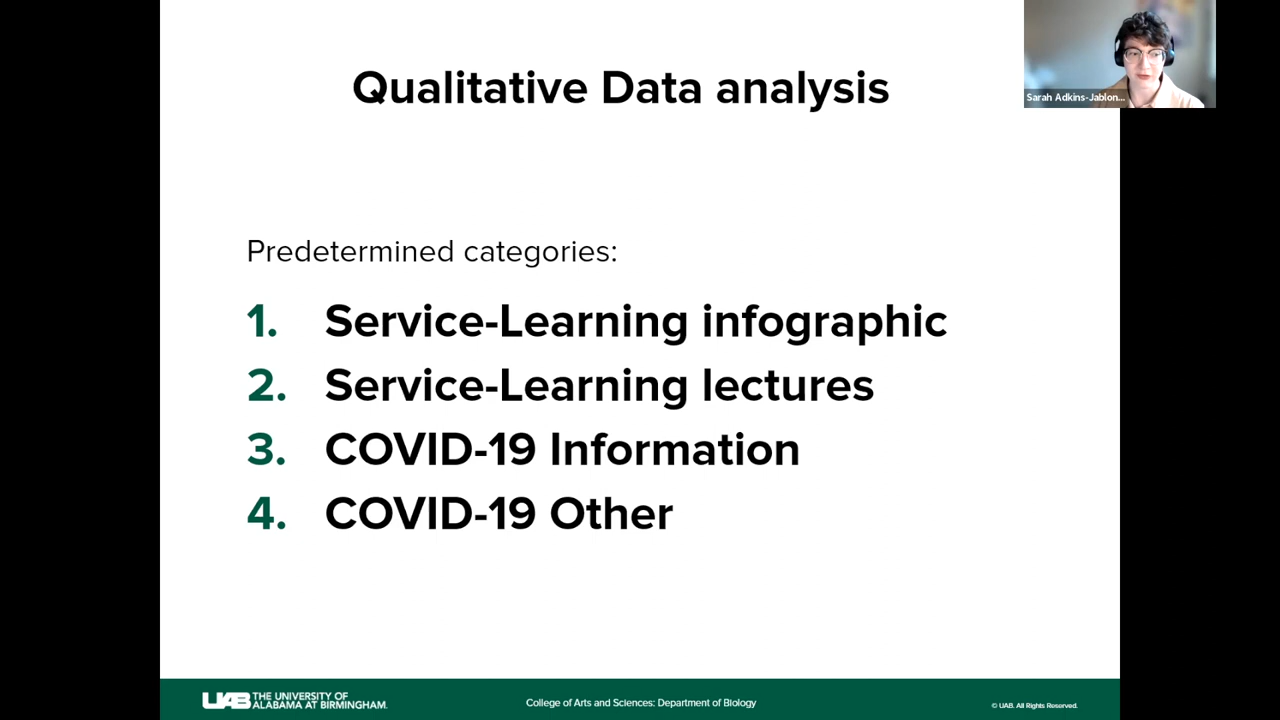 Qualitative Data analysis
Sarah Adkins-Jablon...
Predetermined categories:
1. Service-Learning infographic
2. Service-Learning lectures
3. COVID-19 Information
4. COVID-19 Other
UAB THE UNIVERSITY OF
ALABAMA AT BIRMINGHAM.
College of Arts and Sciences: Department of Biology
© UAB. All Rights Reserved.